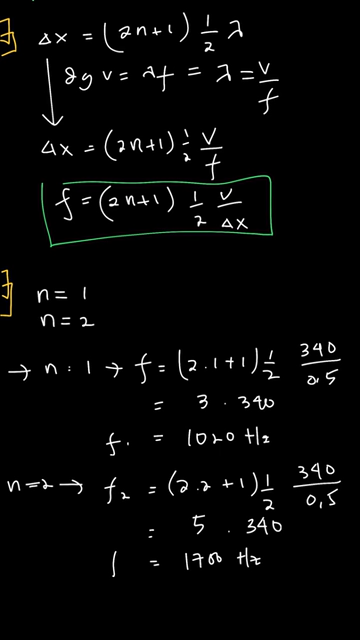 Δx = (2n+1) 1/2 λ
dg v = λf = λ = v/f
Δx = (2n+1) 1/2 v/f
f = (2n+1) 1/2 v/Δx
n = 1
n = 2
→ n : 1 → f = (2.1+1) 1/2 340/0,5
= 3 . 340
f₁ = 1020 Hz
n=2 → f₂ = (2.2+1) 1/2 340/0,5
= 5 . 340
f = 1700 Hz